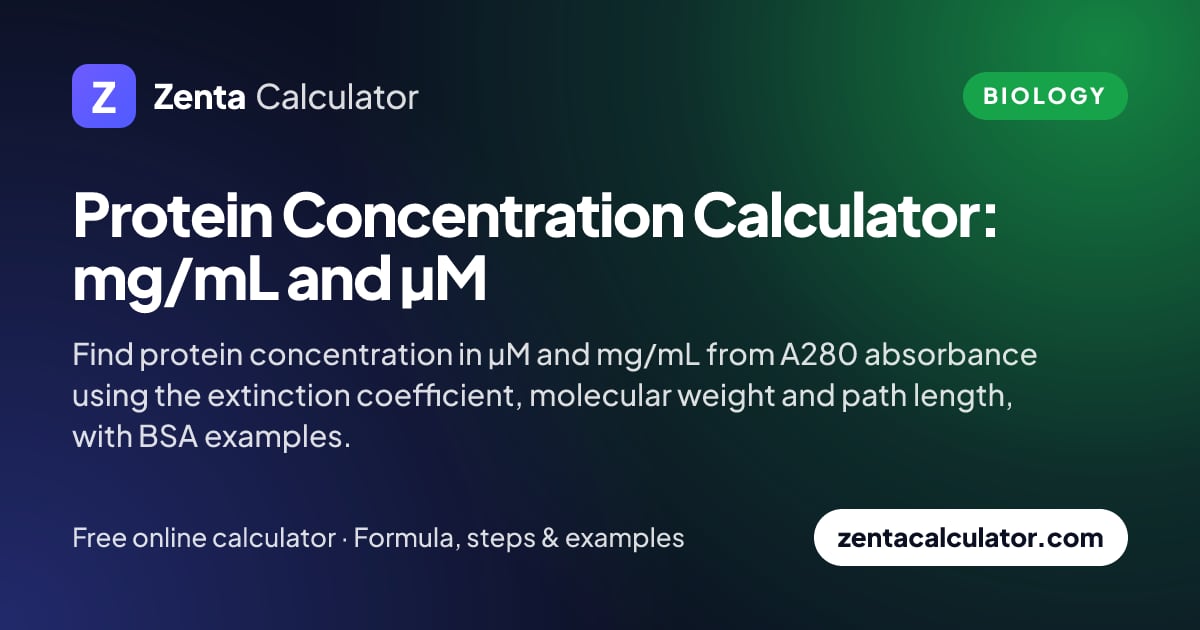 Z
Zenta Calculator
BIOLOGY
Protein Concentration Calculator:
mg/mL and µM
Find protein concentration in µM and mg/mL from A280 absorbance
using the extinction coefficient, molecular weight and path length,
with BSA examples.
Free online calculator · Formula, steps & examples
zentacalculator.com